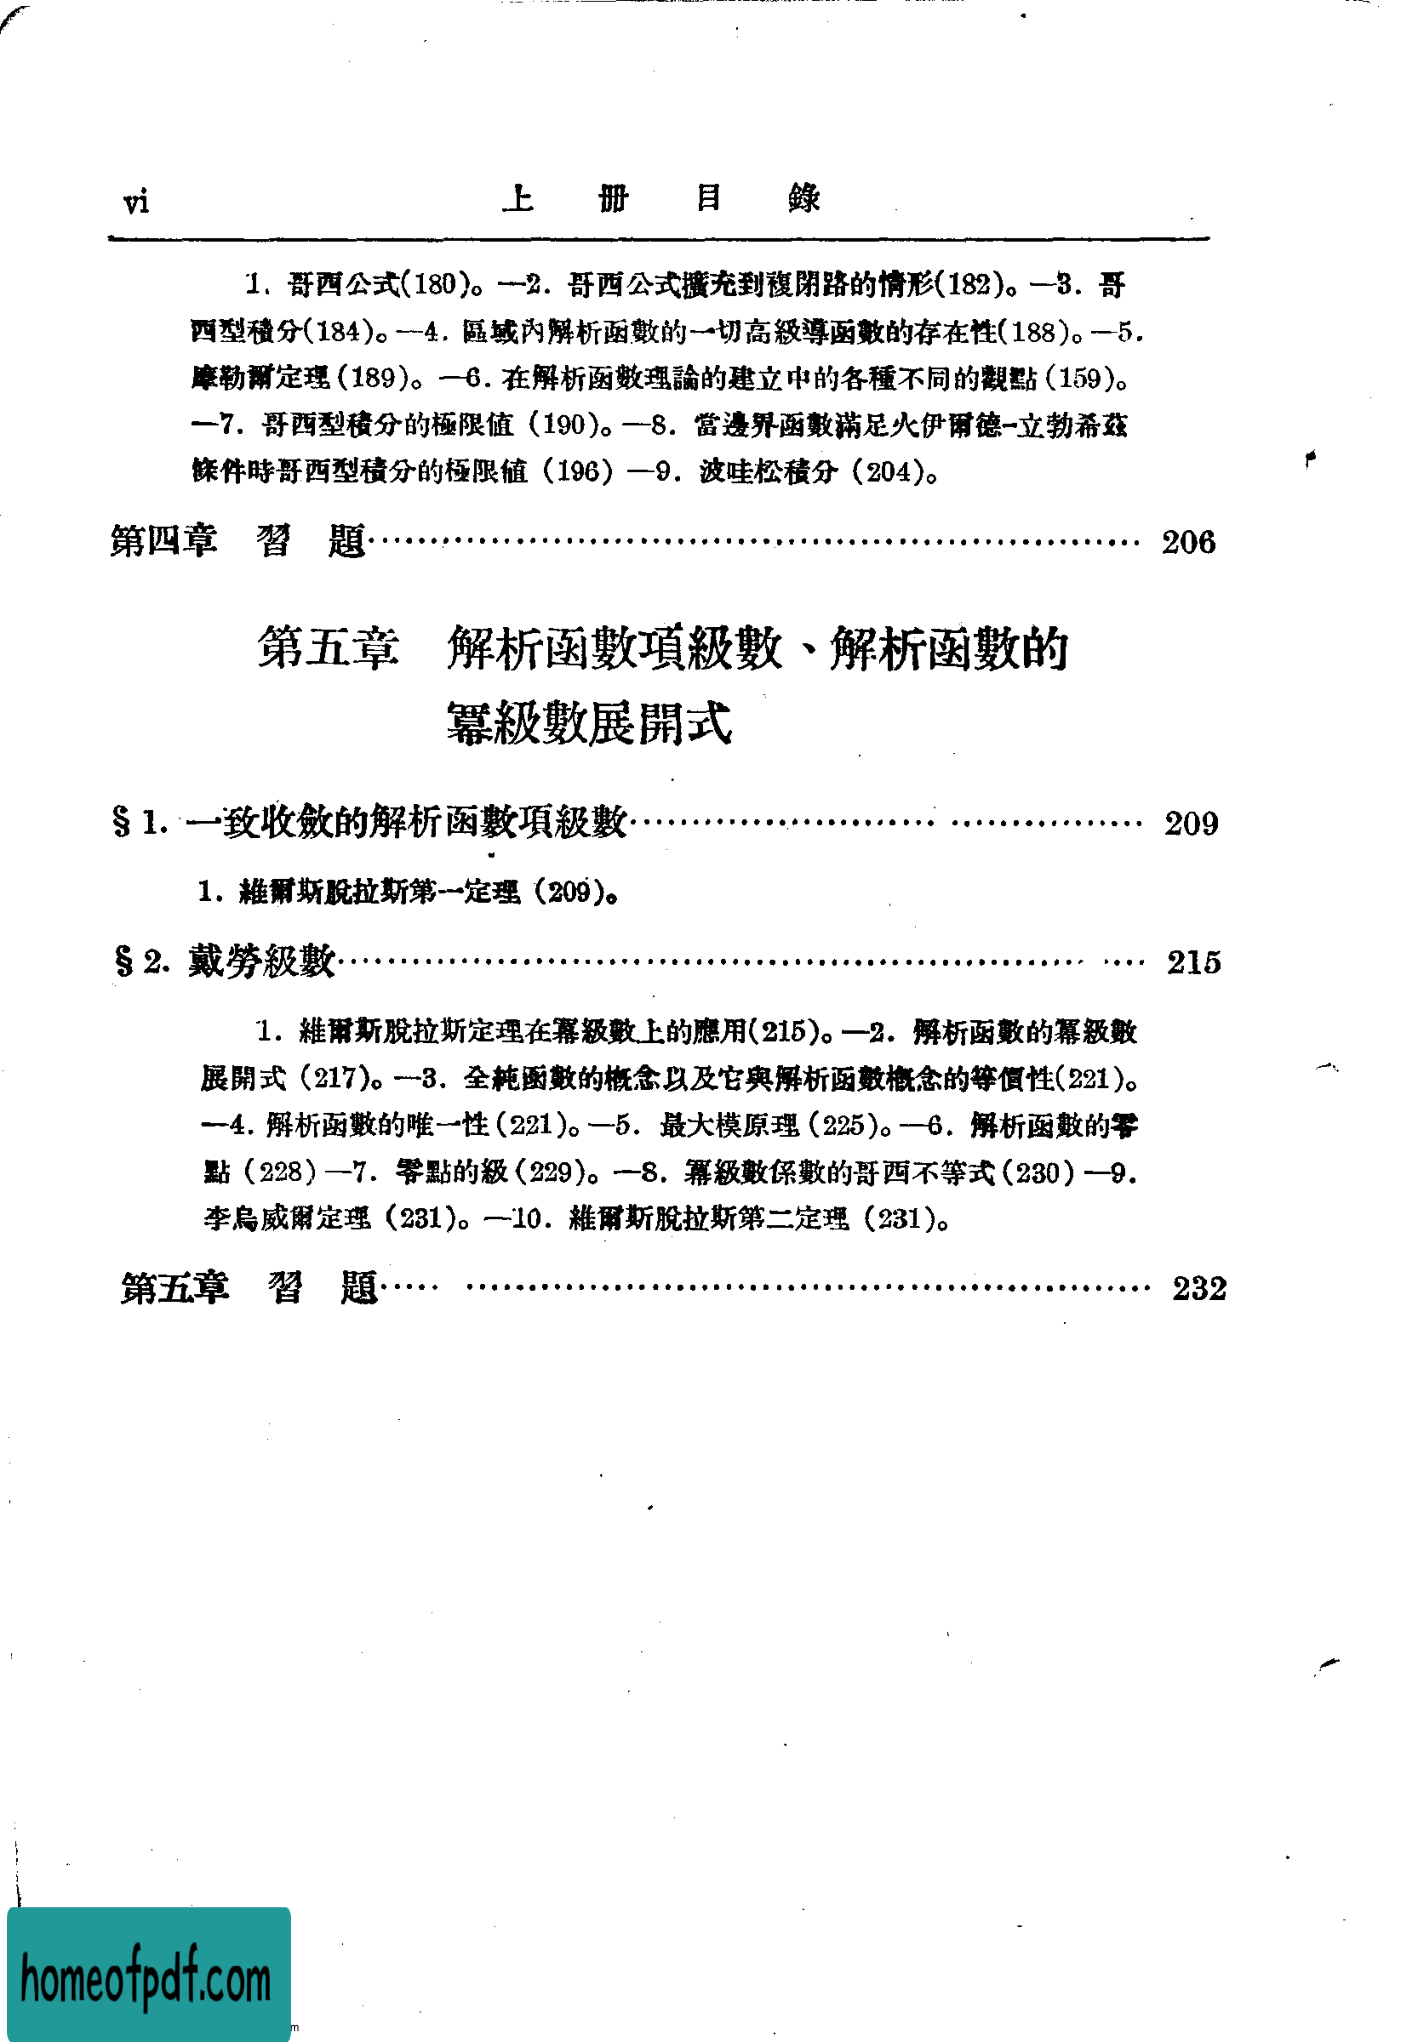 vi 上冊目錄
1. 哥西公式(180)。—2. 哥西公式擴充到複閉路的情形(182)。—3. 哥
西型積分(184)。—4. 區域內解析函數的一切高級導函數的存在性(188)。—5.
摩勒爾定理(189)。—6. 在解析函數理論的建立中的各種不同的觀點(159)。
—7. 哥西型積分的極限值(190)。—8. 當邊界函數滿足火伊爾德-立勃希茲
條件時哥西型積分的極限値(196)—9. 波哇松積分(204)。
第四章 習 題…………………………………………………… 206
第五章 解析函數項級數、解析函數的
冪級數展開式
§1. 一致收斂的解析函數項級數………………………………… 209
1. 維爾斯脫拉斯第一定理(209)。
§2. 戴勞級數…………………………………………………… 215
1. 維爾斯脫拉斯定理在冪級數上的應用(215)。—2. 解析函數的冪級數
展開式(217)。—3. 全純函數的概念以及它與解析函數概念的等價性(221)。
—4. 解析函數的唯一性(221)。—5. 最大模原理(225)。—6. 解析函數的零
點(228)—7. 零點的級(229)。—8. 冪級數係數的哥西不等式(230)—9.
李烏威爾定理(231)。—10. 維爾斯脫拉斯第二定理(231)。
第五章 習 題…………………………………………………… 232
homeofpdf.com
m